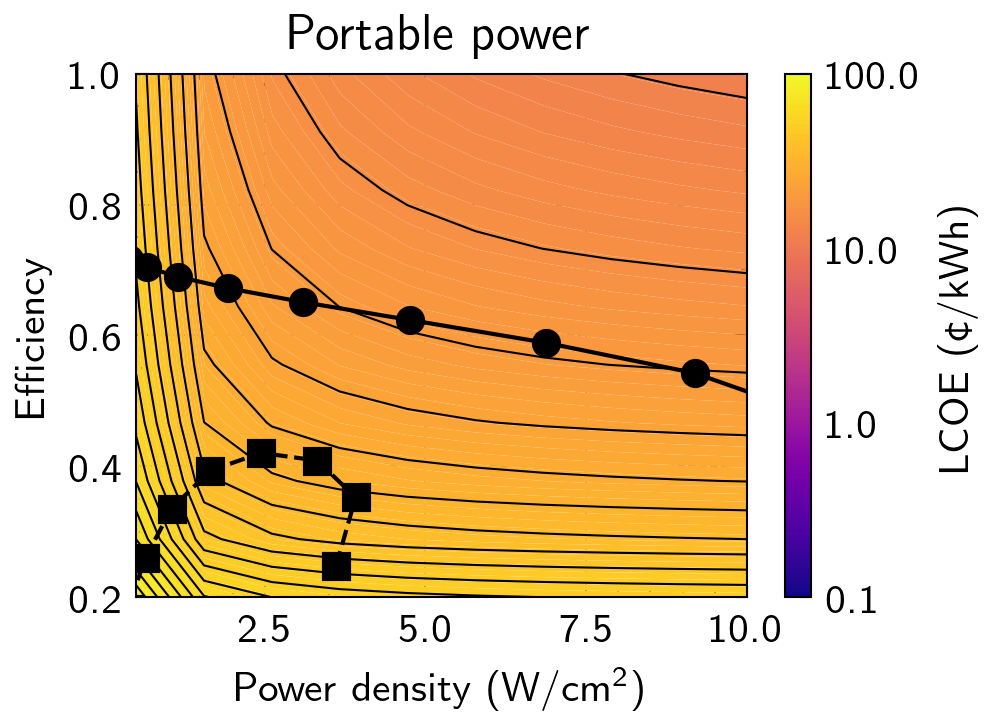 Portable power
1.0
0.8
0.6
0.4
0.2
Efficiency
2.5 5.0 7.5 10.0
Power density (W/cm²)
100.0
10.0
1.0
0.1
LCOE (¢/kWh)